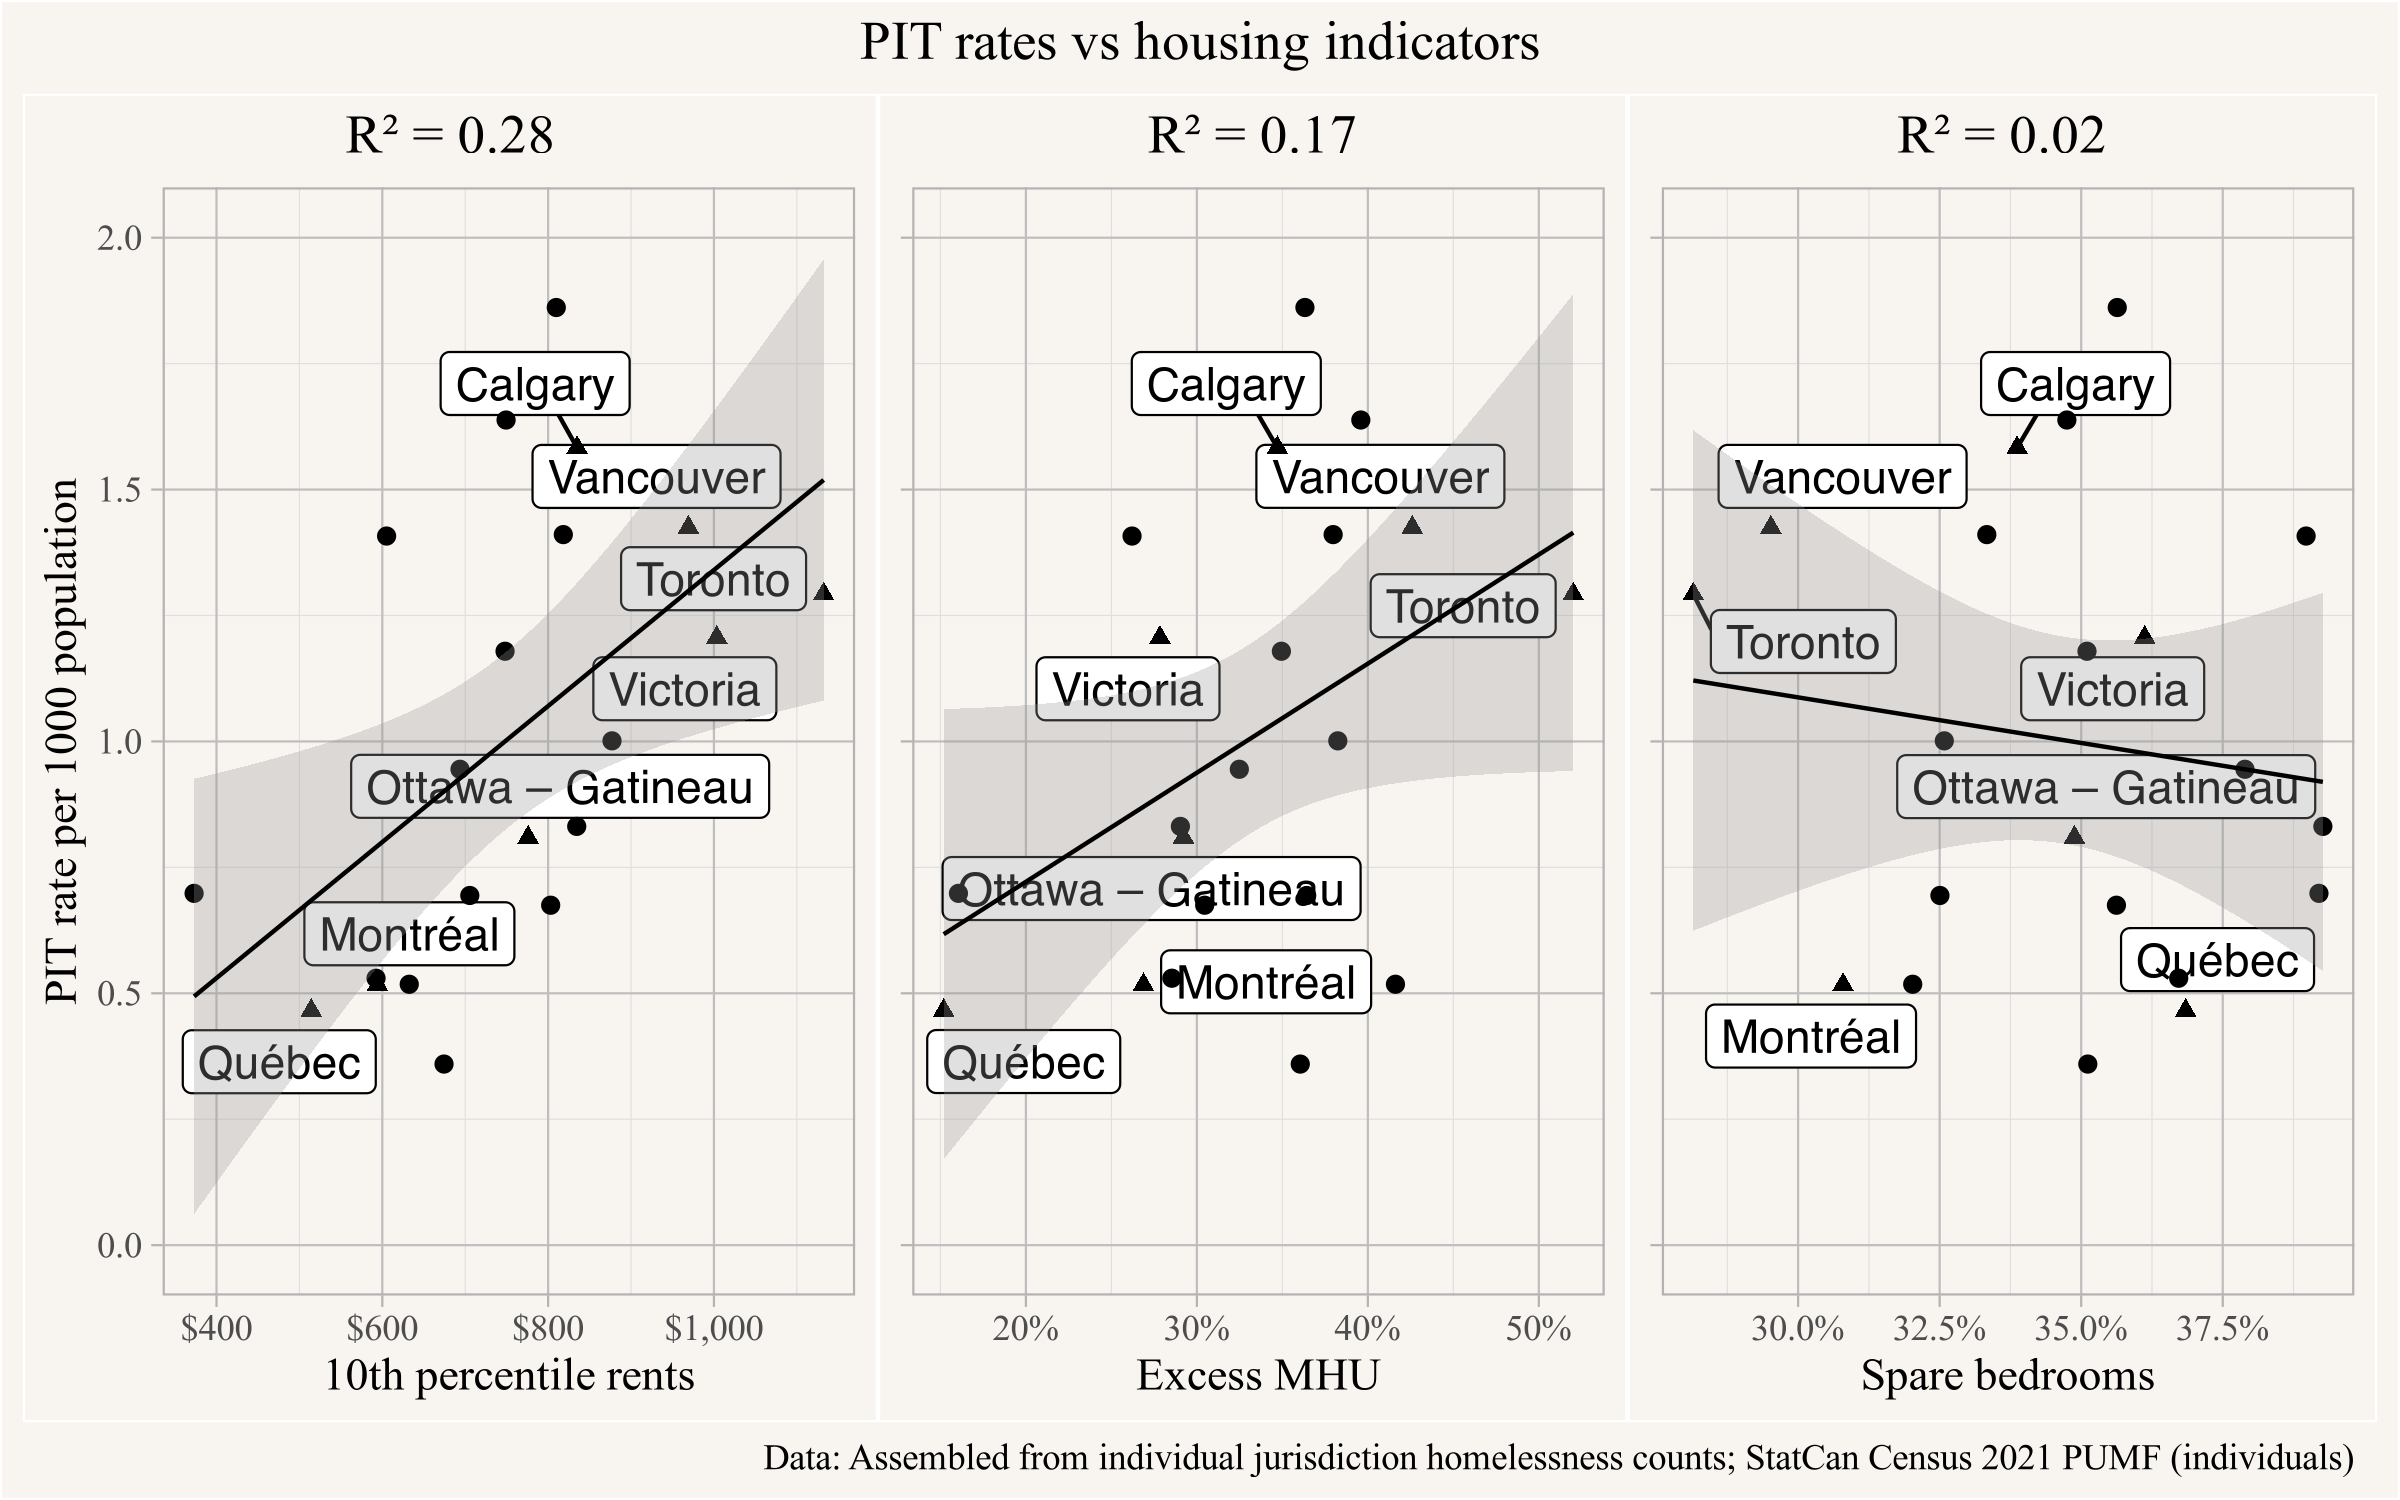 PIT rates vs housing indicators
R² = 0.28
R² = 0.17
R² = 0.02
PIT rate per 1000 population
2.0
1.5
1.0
0.5
0.0
Calgary
Vancouver
Toronto
Victoria
Ottawa – Gatineau
Montréal
Québec
$400 $600 $800 $1,000
10th percentile rents
Calgary
Vancouver
Toronto
Victoria
Ottawa – Gatineau
Montréal
Québec
20% 30% 40% 50%
Excess MHU
Calgary
Vancouver
Toronto
Victoria
Ottawa – Gatineau
Québec
Montréal
30.0% 32.5% 35.0% 37.5%
Spare bedrooms
Data: Assembled from individual jurisdiction homelessness counts; StatCan Census 2021 PUMF (individuals)